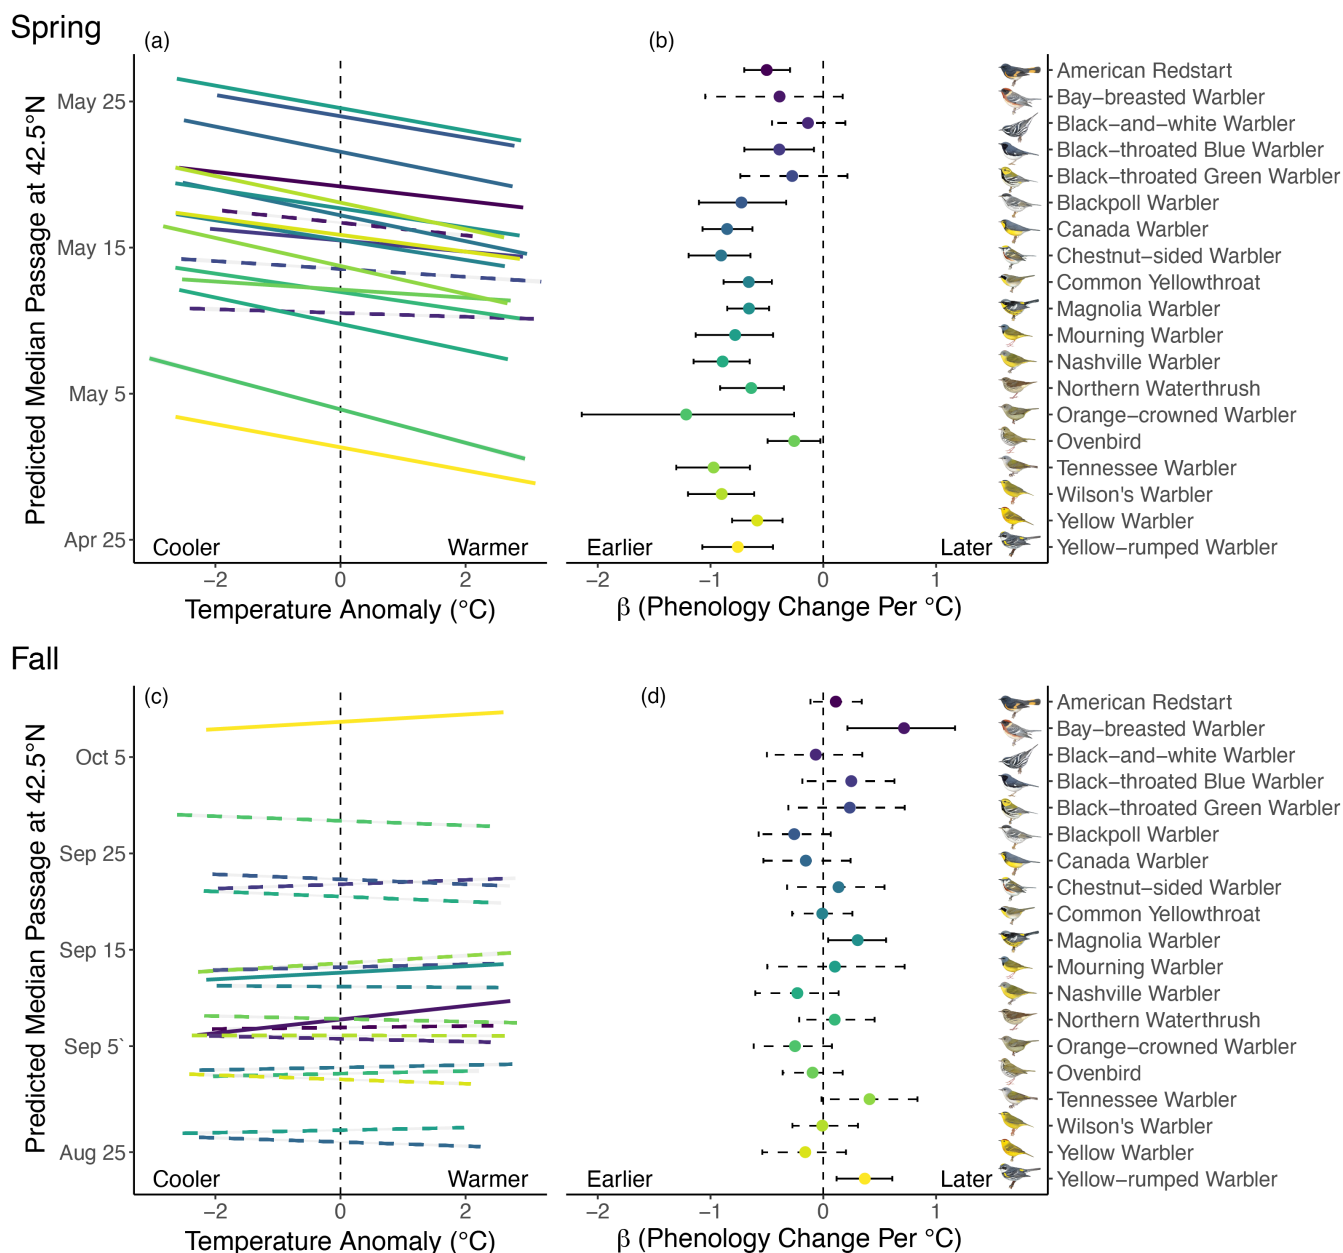 Spring
(a)
(b)
Predicted Median Passage at 42.5°N
May 25
May 15
May 5
Apr 25
Cooler
Warmer
−2
0
2
Temperature Anomaly (°C)
Earlier
Later
−2
−1
0
1
β (Phenology Change Per °C)
American Redstart
Bay−breasted Warbler
Black−and−white Warbler
Black−throated Blue Warbler
Black−throated Green Warbler
Blackpoll Warbler
Canada Warbler
Chestnut−sided Warbler
Common Yellowthroat
Magnolia Warbler
Mourning Warbler
Nashville Warbler
Northern Waterthrush
Orange−crowned Warbler
Ovenbird
Tennessee Warbler
Wilson's Warbler
Yellow Warbler
Yellow−rumped Warbler
Fall
(c)
(d)
Predicted Median Passage at 42.5°N
Oct 5
Sep 25
Sep 15
Sep 5`
Aug 25
Cooler
Warmer
−2
0
2
Temperature Anomaly (°C)
Earlier
Later
−2
−1
0
1
β (Phenology Change Per °C)
American Redstart
Bay−breasted Warbler
Black−and−white Warbler
Black−throated Blue Warbler
Black−throated Green Warbler
Blackpoll Warbler
Canada Warbler
Chestnut−sided Warbler
Common Yellowthroat
Magnolia Warbler
Mourning Warbler
Nashville Warbler
Northern Waterthrush
Orange−crowned Warbler
Ovenbird
Tennessee Warbler
Wilson's Warbler
Yellow Warbler
Yellow−rumped Warbler